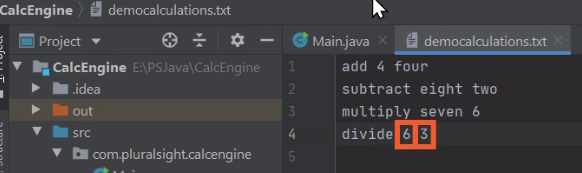 CalcEngine democalculations.txt
Project Main.java democalculations.txt
CalcEngine E:\PSJava\CalcEngine
.idea
out
src
com.pluralsight.calcengine
1 add 4 four
2 subtract eight two
3 multiply seven 6
4 divide 6 3
5